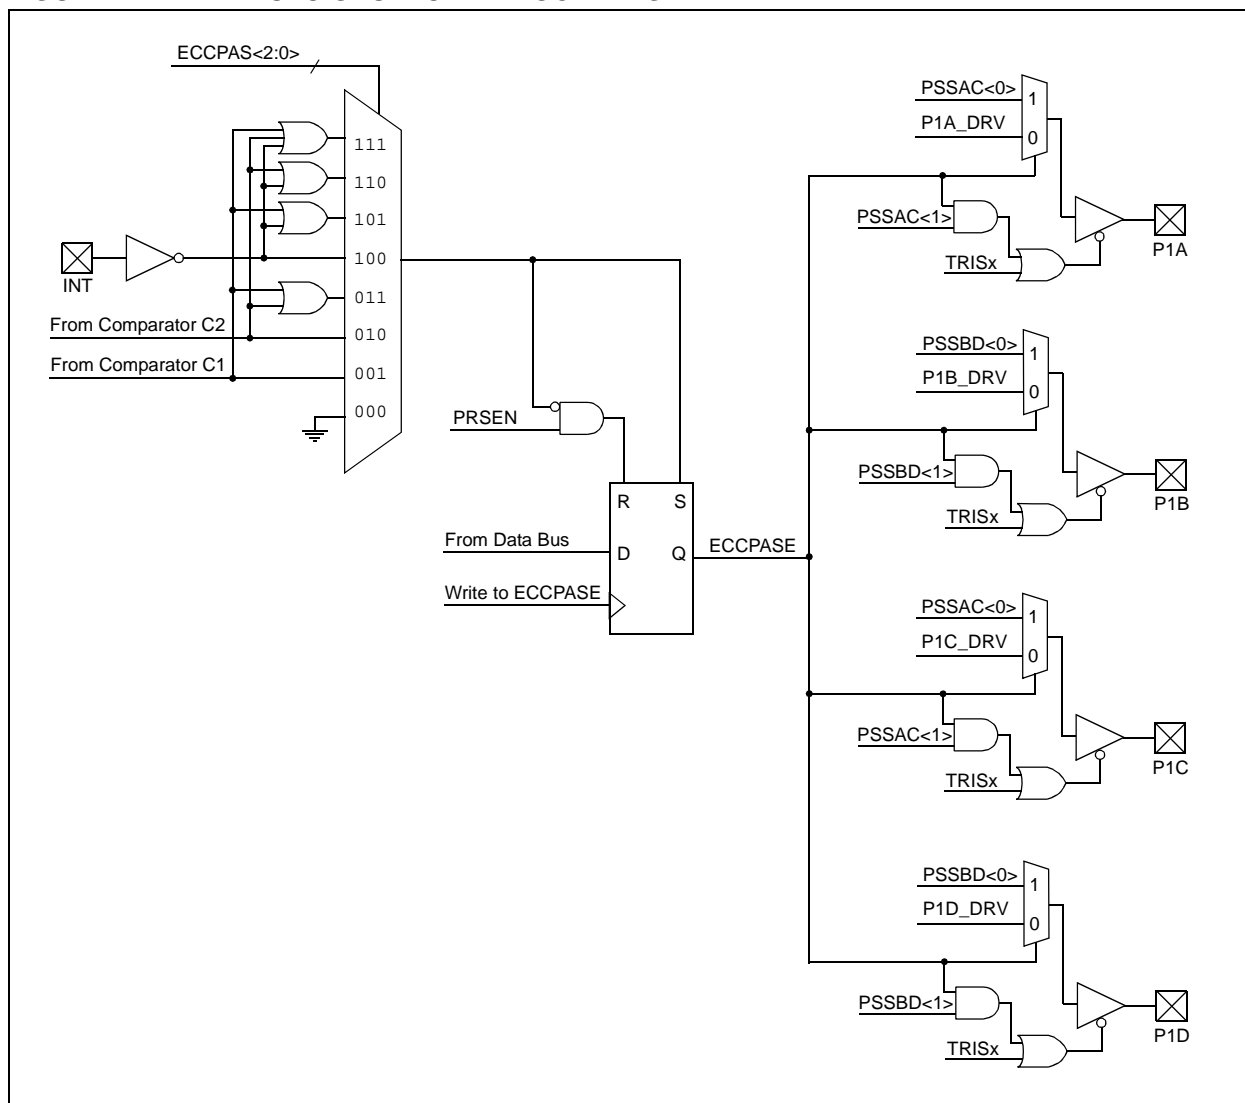 ECCPAS<2:0>
111
110
101
100
011
010
001
000
INT
From Comparator C2
From Comparator C1
PRSEN
R S
From Data Bus
D Q
ECCPASE
Write to ECCPASE
PSSAC<0>
1
P1A_DRV
0
PSSAC<1>
TRISx
P1A
PSSBD<0>
1
P1B_DRV
0
PSSBD<1>
TRISx
P1B
PSSAC<0>
1
P1C_DRV
0
PSSAC<1>
TRISx
P1C
PSSBD<0>
1
P1D_DRV
0
PSSBD<1>
TRISx
P1D